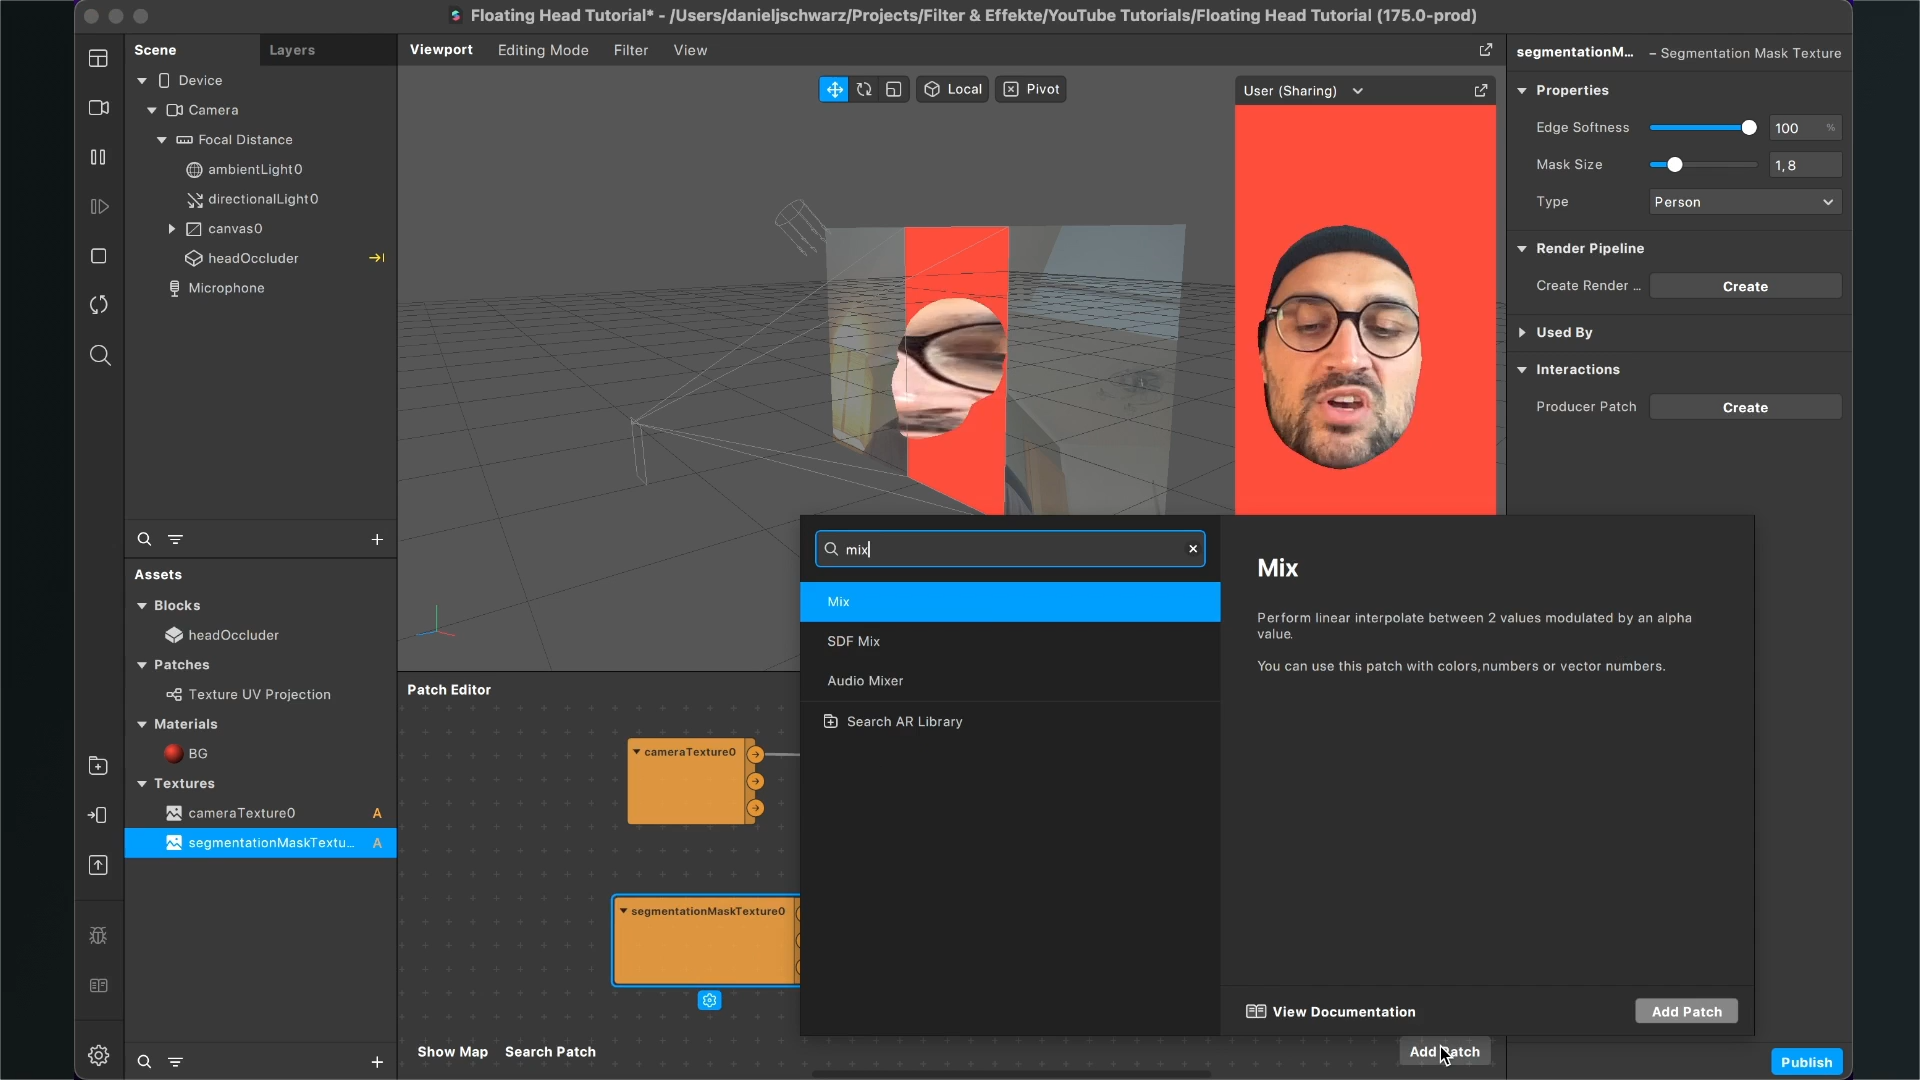 Floating Head Tutorial* - /Users/danieljschwarz/Projects/Filter & Effekte/YouTube Tutorials/Floating Head Tutorial (175.0-prod)
Scene
Layers
Device
Camera
Focal Distance
ambientLight0
directionalLight0
canvas0
headOccluder
Microphone
Assets
Blocks
headOccluder
Patches
Texture UV Projection
Materials
BG
Textures
cameraTexture0 A
segmentationMaskTextu... A
Viewport Editing Mode Filter View
Local
Pivot
User (Sharing)
Patch Editor
cameraTexture0
segmentationMaskTexture0
Show Map
Search Patch
mix
Mix
SDF Mix
Audio Mixer
Search AR Library
Mix
Perform linear interpolate between 2 values modulated by an alpha
value.
You can use this patch with colors,numbers or vector numbers.
View Documentation
Add Patch
segmentationM... – Segmentation Mask Texture
Properties
Edge Softness 100 %
Mask Size 1,8
Type Person
Render Pipeline
Create Render ... Create
Used By
Interactions
Producer Patch Create
Publish